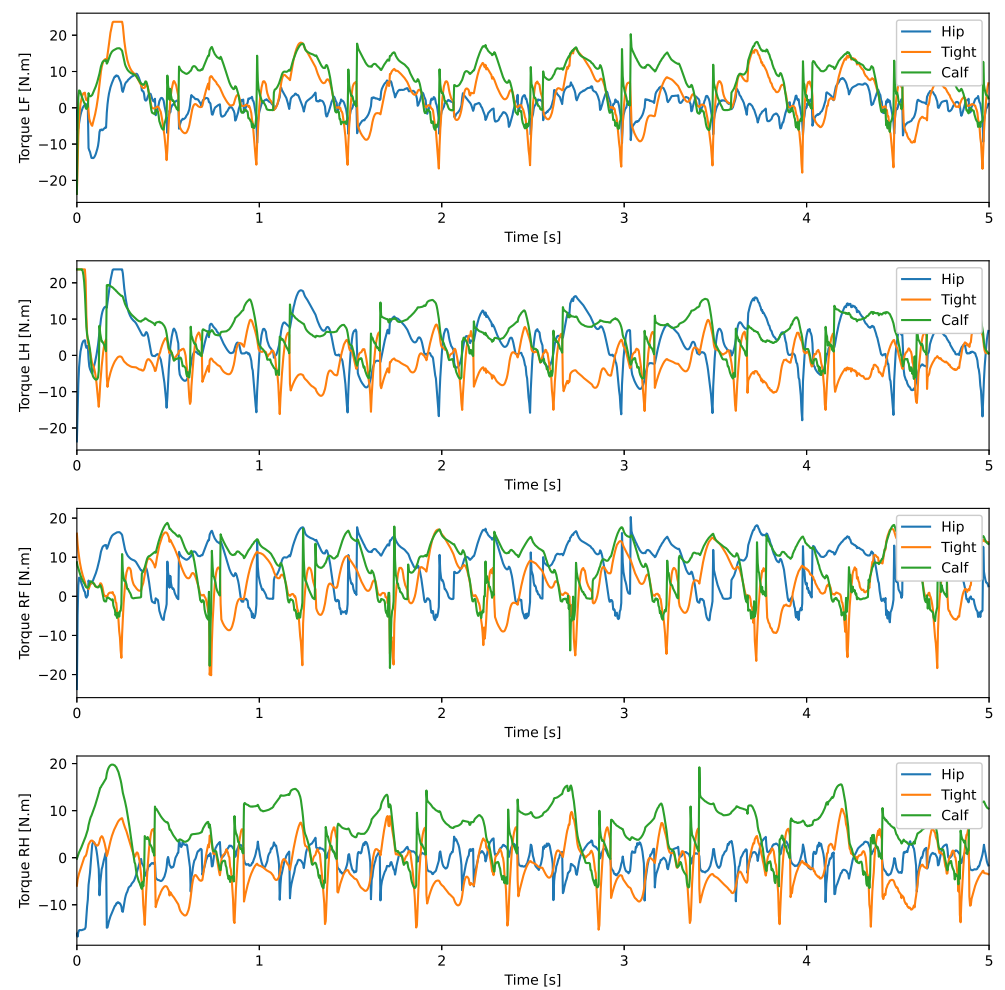 Torque LF [N.m]
20
10
0
−10
−20
Hip
Tight
Calf
0 1 2 3 4 5
Time [s]
Torque LH [N.m]
20
10
0
−10
−20
Hip
Tight
Calf
0 1 2 3 4 5
Time [s]
Torque RF [N.m]
20
10
0
−10
−20
Hip
Tight
Calf
0 1 2 3 4 5
Time [s]
Torque RH [N.m]
20
10
0
−10
Hip
Tight
Calf
0 1 2 3 4 5
Time [s]